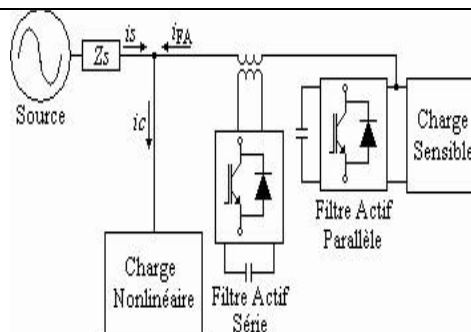 is
iFA
Zs
Source
ic
Charge
Sensible
Filtre Actif
Parallèle
Charge
Nonlinéaire
Filtre Actif
Série